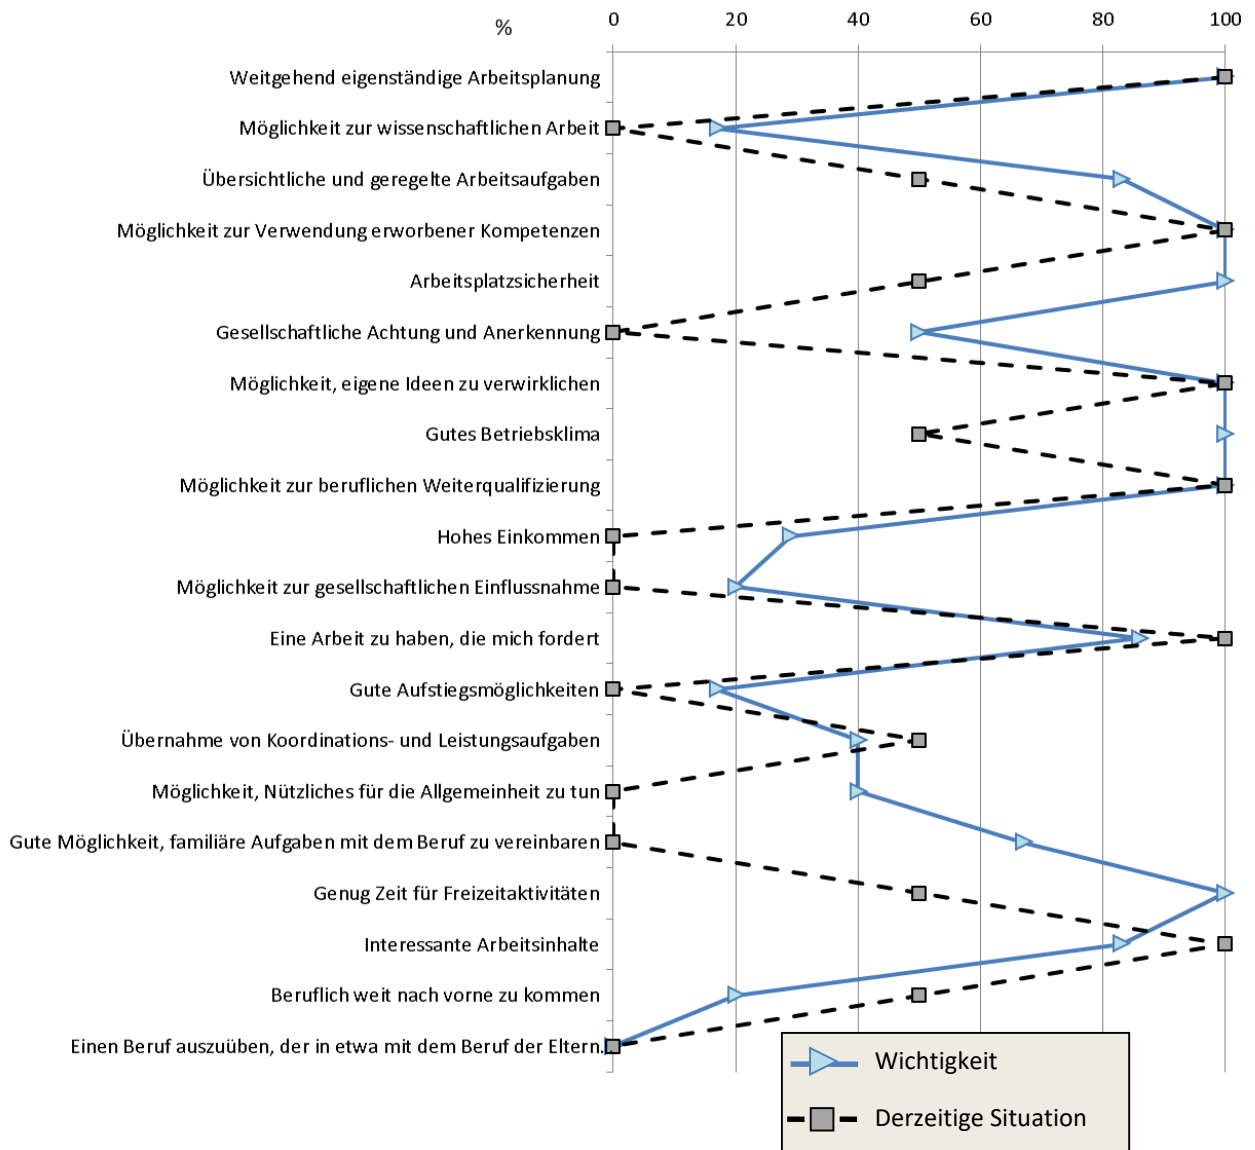 % 0 20 40 60 80 100
Weitgehend eigenständige Arbeitsplanung
Möglichkeit zur wissenschaftlichen Arbeit
Übersichtliche und geregelte Arbeitsaufgaben
Möglichkeit zur Verwendung erworbener Kompetenzen
Arbeitsplatzsicherheit
Gesellschaftliche Achtung und Anerkennung
Möglichkeit, eigene Ideen zu verwirklichen
Gutes Betriebsklima
Möglichkeit zur beruflichen Weiterqualifizierung
Hohes Einkommen
Möglichkeit zur gesellschaftlichen Einflussnahme
Eine Arbeit zu haben, die mich fordert
Gute Aufstiegsmöglichkeiten
Übernahme von Koordinations- und Leistungsaufgaben
Möglichkeit, Nützliches für die Allgemeinheit zu tun
Gute Möglichkeit, familiäre Aufgaben mit dem Beruf zu vereinbaren
Genug Zeit für Freizeitaktivitäten
Interessante Arbeitsinhalte
Beruflich weit nach vorne zu kommen
Einen Beruf auszuüben, der in etwa mit dem Beruf der Eltern.
Wichtigkeit
Derzeitige Situation